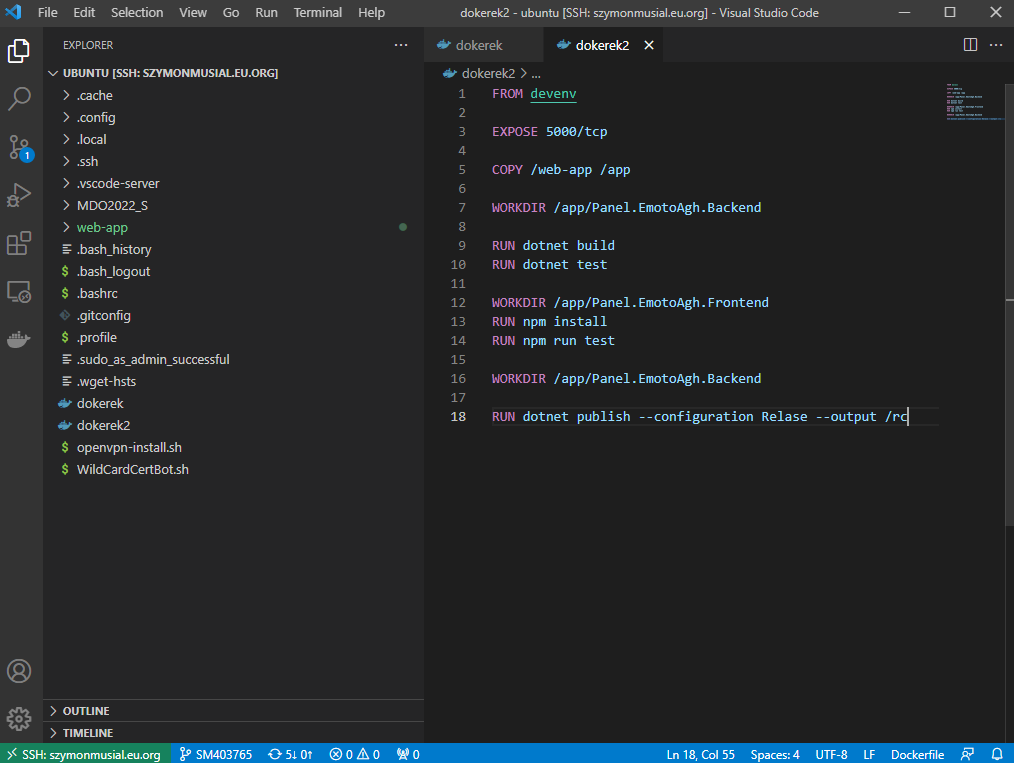 File Edit Selection View Go Run Terminal Help dokerek2 - ubuntu [SSH: szymonmusial.eu.org] - Visual Studio Code
EXPLORER
dokerek dokerek2
UBUNTU [SSH: SZYMONMUSIAL.EU.ORG]
.cache
.config
.local
.ssh
.vscode-server
MDO2022_S
web-app
.bash_history
.bash_logout
.bashrc
.gitconfig
.profile
.sudo_as_admin_successful
.wget-hsts
dokerek
dokerek2
openvpn-install.sh
WildCardCertBot.sh
OUTLINE
TIMELINE
1
dokerek2 > ...
1 FROM devenv
2
3 EXPOSE 5000/tcp
4
5 COPY /web-app /app
6
7 WORKDIR /app/Panel.EmotoAgh.Backend
8
9 RUN dotnet build
10 RUN dotnet test
11
12 WORKDIR /app/Panel.EmotoAgh.Frontend
13 RUN npm install
14 RUN npm run test
15
16 WORKDIR /app/Panel.EmotoAgh.Backend
17
18 RUN dotnet publish --configuration Relase --output /rc
SSH: szymonmusial.eu.org SM403765 5↓ 0↑ 0 0 0 Ln 18, Col 55 Spaces: 4 UTF-8 LF Dockerfile